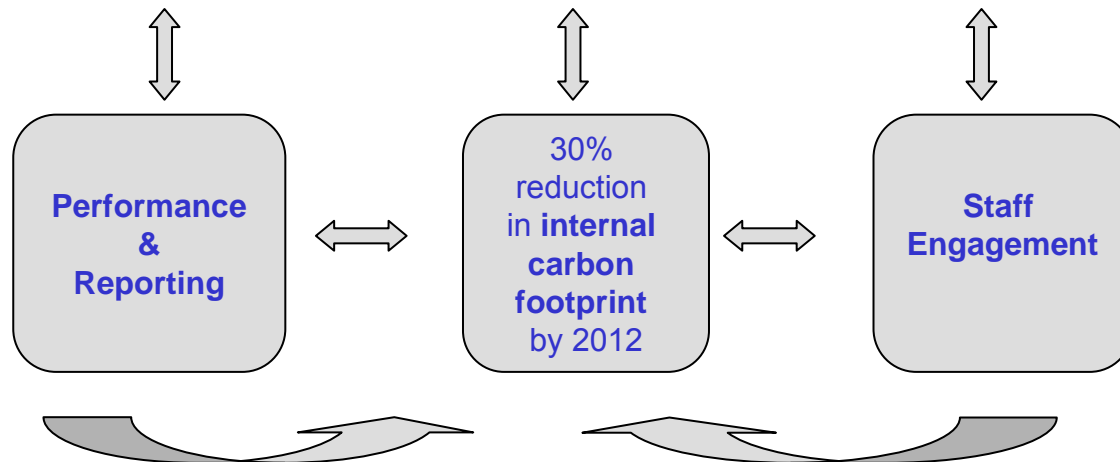 Performance
&
Reporting
30%
reduction
in internal
carbon
footprint
by 2012
Staff
Engagement